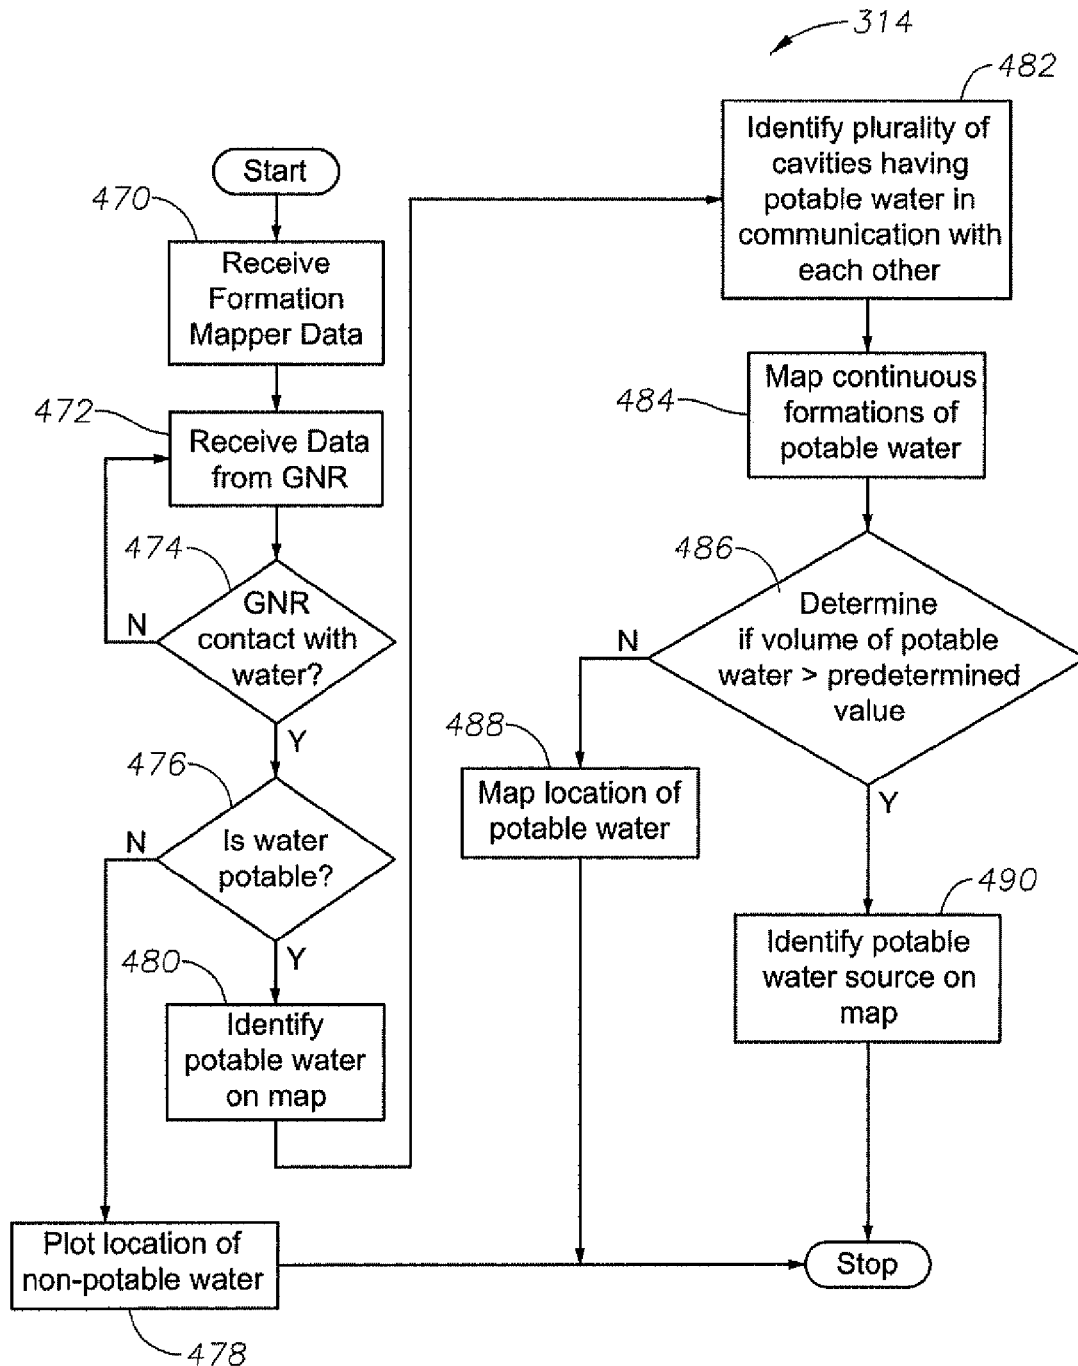 314
482
Identify plurality of
cavities having
potable water in
communication with
each other
Start
470
Receive
Formation
Mapper Data
472
Receive Data
from GNR
474
GNR
contact with
water?
N
Y
476
Is water
potable?
N
Y
480
Identify
potable water
on map
Plot location of
non-potable water
478
484
Map continuous
formations of
potable water
486
Determine
if volume of potable
water > predetermined
value
N
Y
488
Map location of
potable water
490
Identify potable
water source on
map
Stop